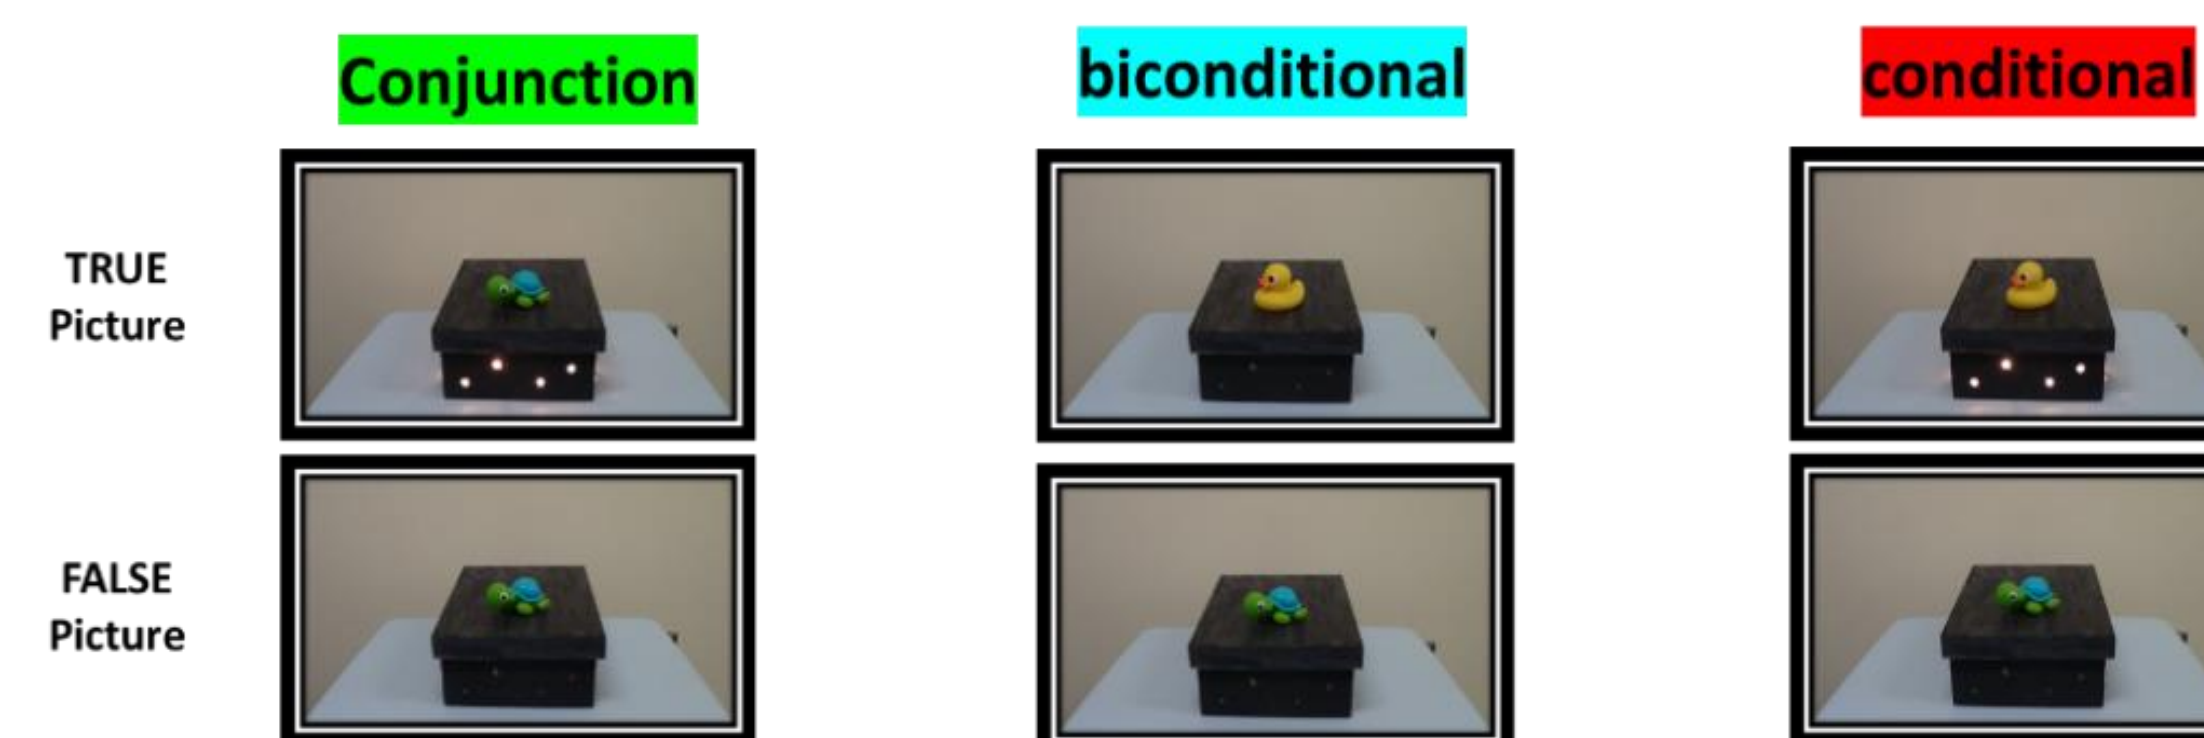 Conjunction
biconditional
conditional
TRUE
Picture
FALSE
Picture